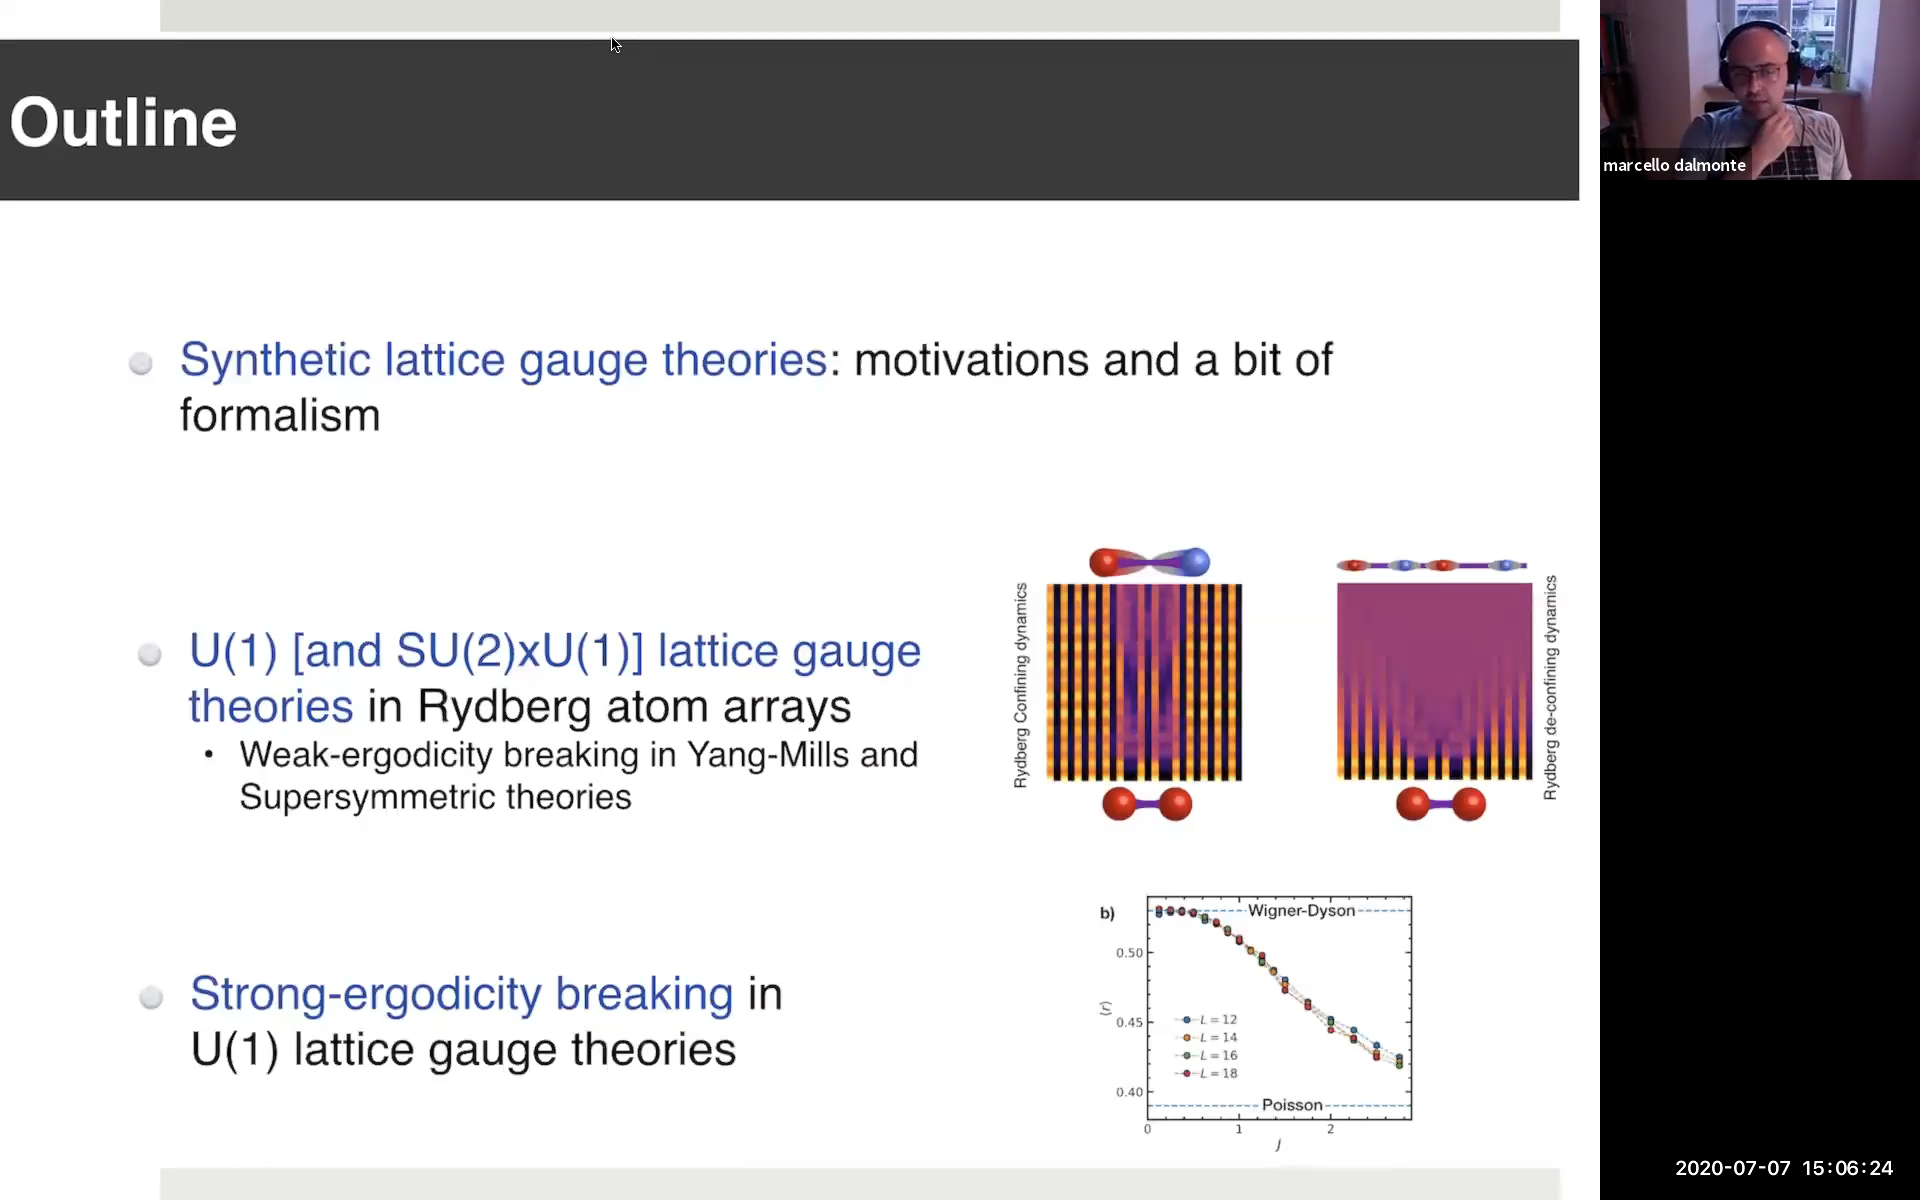 Outline
marcello dalmonte
Synthetic lattice gauge theories: motivations and a bit of
formalism
U(1) [and SU(2)xU(1)] lattice gauge
theories in Rydberg atom arrays
• Weak-ergodicity breaking in Yang-Mills and
Supersymmetric theories
Rydberg Confining dynamics
Rydberg de-confining dynamics
Strong-ergodicity breaking in
U(1) lattice gauge theories
b)
Wigner-Dyson
0.50
⟨r⟩
0.45
L = 12
L = 14
L = 16
L = 18
0.40
Poisson
0 1 2
J
2020-07-07 15:06:24